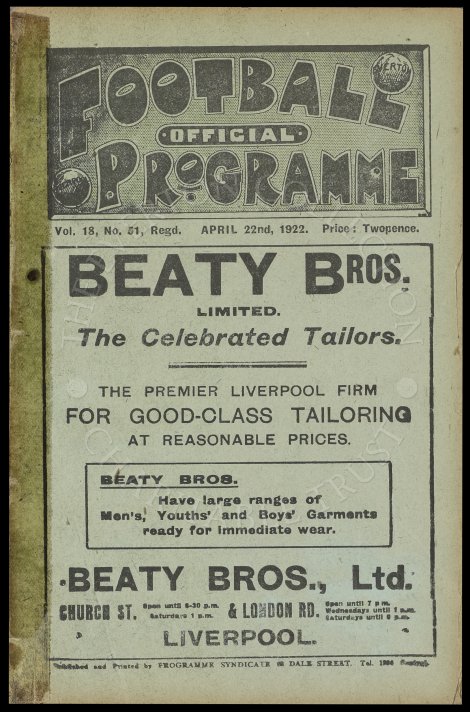 EVERTON
FOOTBALL
OFFICIAL
PROGRAMME
Vol. 18, No. 51, Regd. APRIL 22nd, 1922. Price: Twopence.
BEATY BROS.
LIMITED.
The Celebrated Tailors.
THE PREMIER LIVERPOOL FIRM
FOR GOOD-CLASS TAILORING
AT REASONABLE PRICES.
BEATY BROS.
Have large ranges of
Men's, Youths' and Boys' Garments
ready for immediate wear.
BEATY BROS., Ltd.
CHURCH ST. Open until 6-30 p.m. Saturdays 1 p.m. & LONDON RD. Open until 7 p.m. Wednesdays until 1 p.m. Saturdays until 9 p.m.
LIVERPOOL.
Published and Printed by PROGRAMME SYNDICATE DALE STREET. Tel.